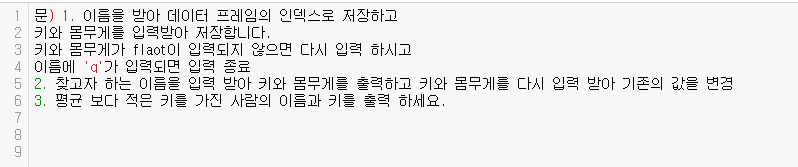 1 문) 1. 이름을 받아 데이터 프레임의 인덱스로 저장하고
2 키와 몸무게를 입력받아 저장합니다.
3 키와 몸무게가 flaot이 입력되지 않으면 다시 입력 하시고
4 이름에 'q'가 입력되면 입력 종료
5 2. 찾고자 하는 이름을 입력 받아 키와 몸무게를 출력하고 키와 몸무게를 다시 입력 받아 기존의 값을 변경
6 3. 평균 보다 적은 키를 가진 사람의 이름과 키를 출력 하세요.
7
8
9